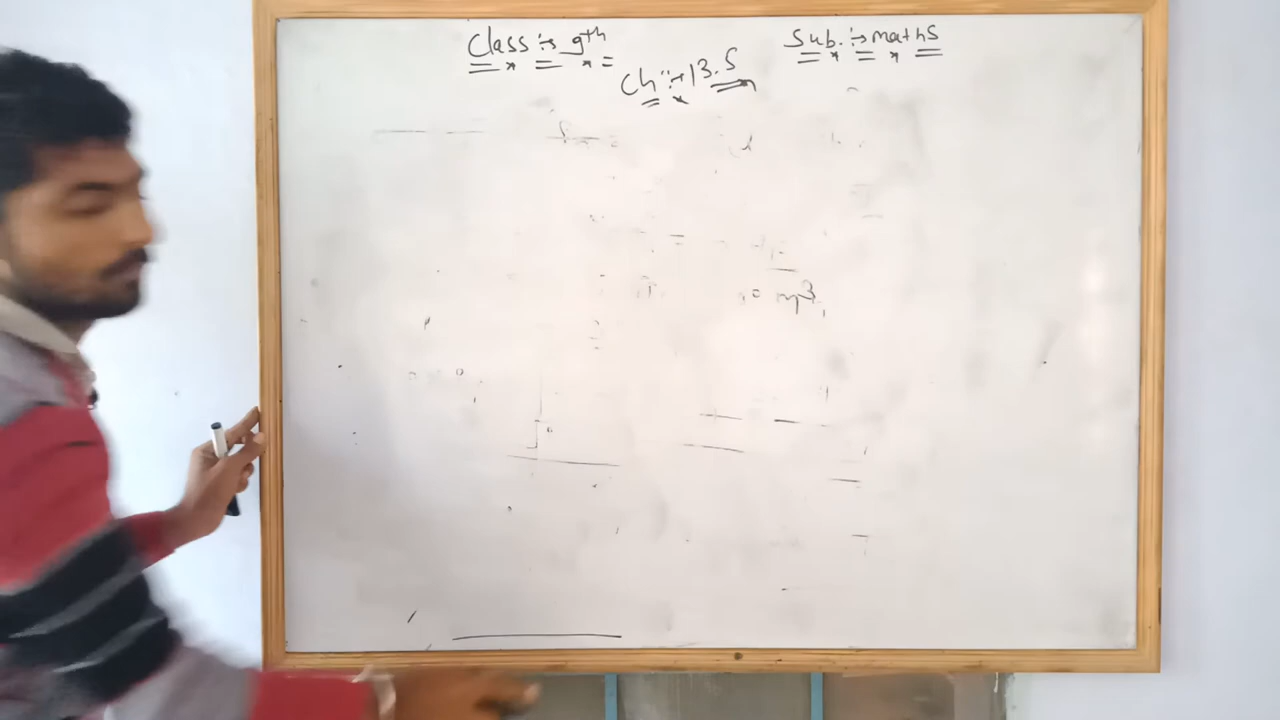 Class :→ 9th Sub. :→ maths
Ch :→ 13.5